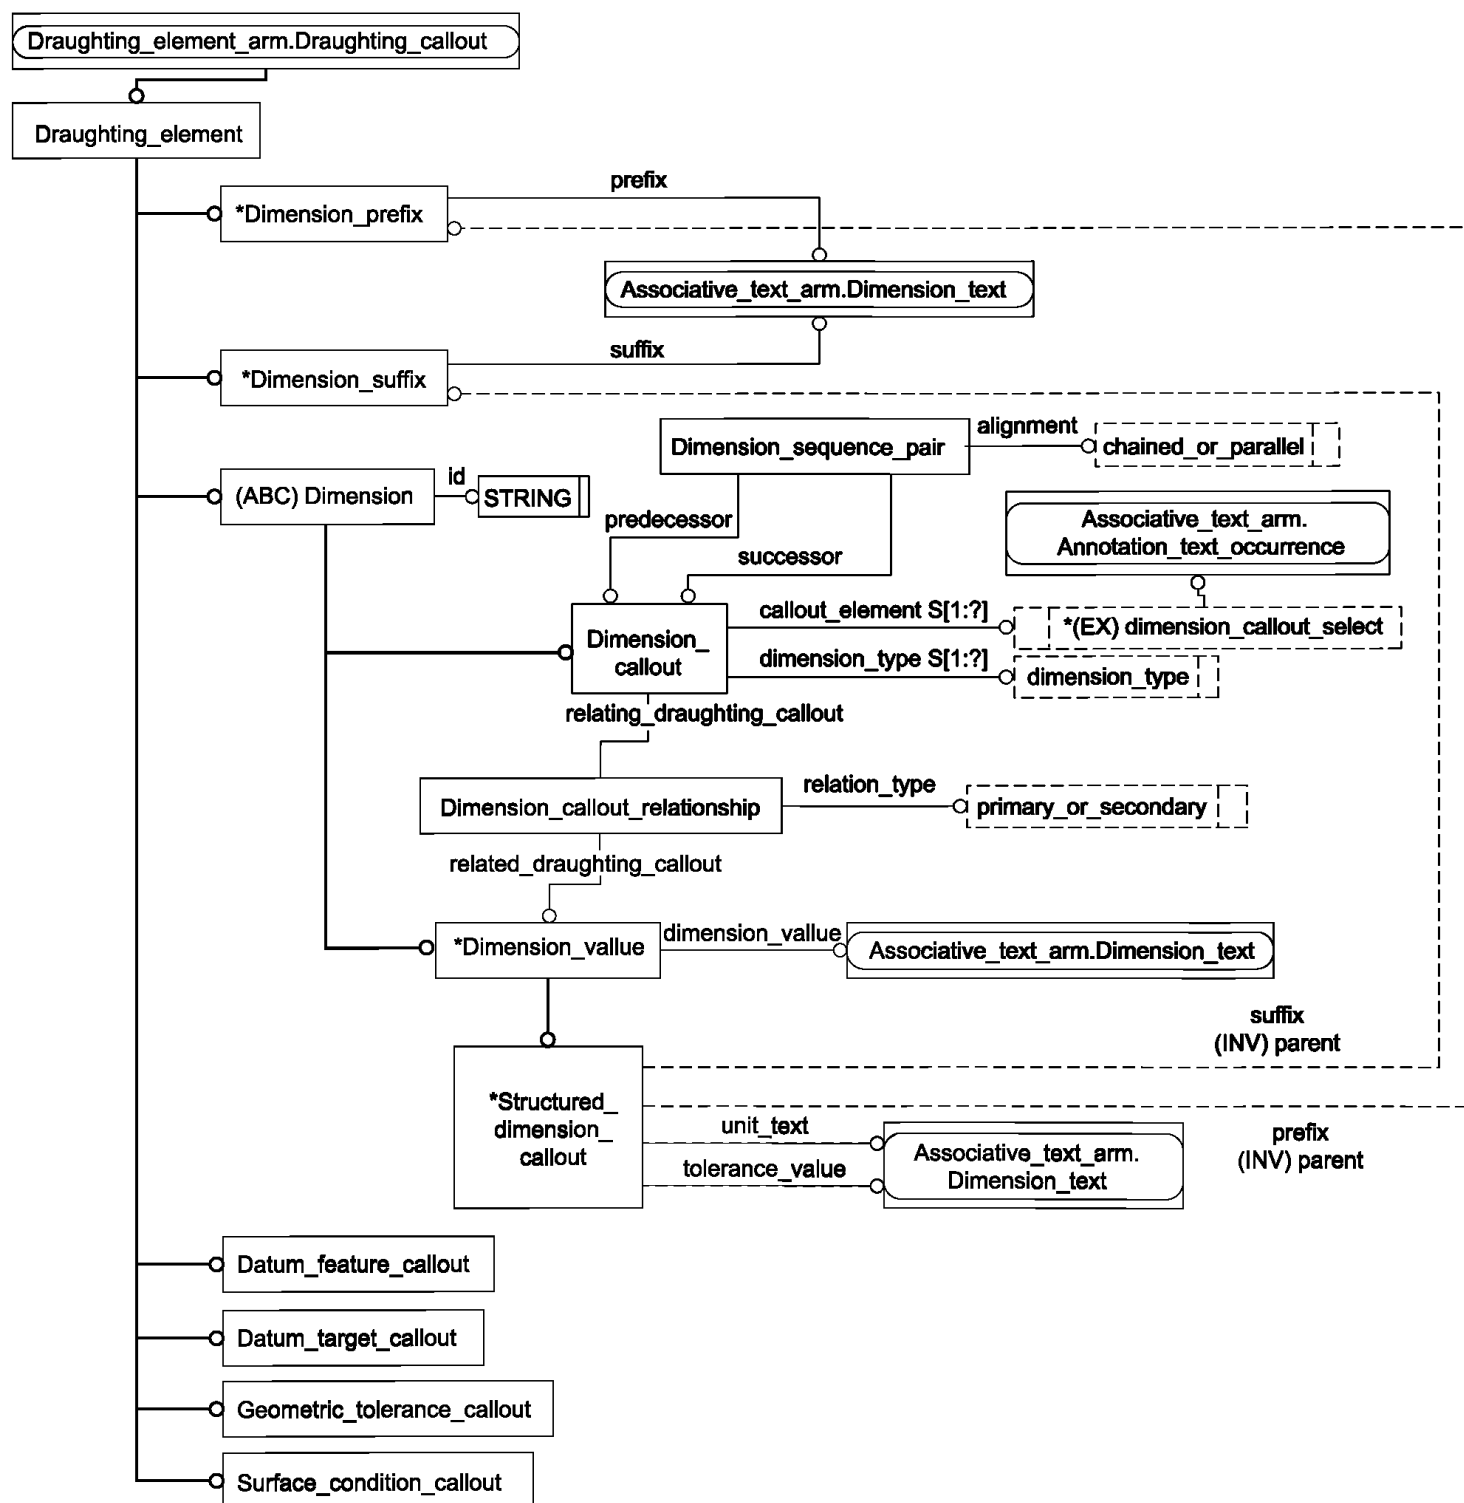 Draughting_element_arm.Draughting_callout
Draughting_element
prefix
*Dimension_prefix
Associative_text_arm.Dimension_text
suffix
*Dimension_suffix
alignment
Dimension_sequence_pair
chained_or_parallel
id
(ABC) Dimension
STRING
predecessor
Associative_text_arm.
Annotation_text_occurrence
successor
callout_element S[1:?]
*(EX) dimension_callout_select
Dimension_
callout
dimension_type S[1:?]
dimension_type
relating_draughting_callout
relation_type
Dimension_callout_relationship
primary_or_secondary
related_draughting_callout
dimension_value
*Dimension_vallue
Associative_text_arm.Dimension_text
suffix
(INV) parent
*Structured_
dimension_
callout
unit_text
tolerance_value
Associative_text_arm.
Dimension_text
prefix
(INV) parent
Datum_feature_callout
Datum_target_callout
Geometric_tolerance_callout
Surface_condition_callout